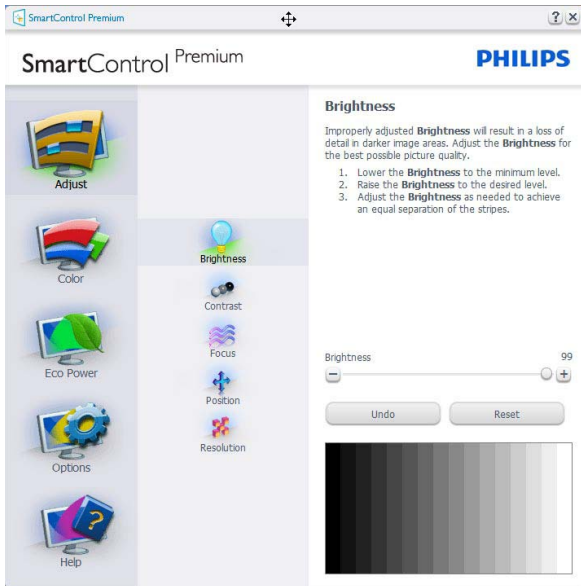 SmartControl Premium
? ×
SmartControl Premium
PHILIPS
Adjust
Color
Eco Power
Options
Help
Brightness
Contrast
Focus
Position
Resolution
Brightness
Improperly adjusted Brightness will result in a loss of
detail in darker image areas. Adjust the Brightness for
the best possible picture quality.
1. Lower the Brightness to the minimum level.
2. Raise the Brightness to the desired level.
3. Adjust the Brightness as needed to achieve
an equal separation of the stripes.
Brightness 99
Undo Reset